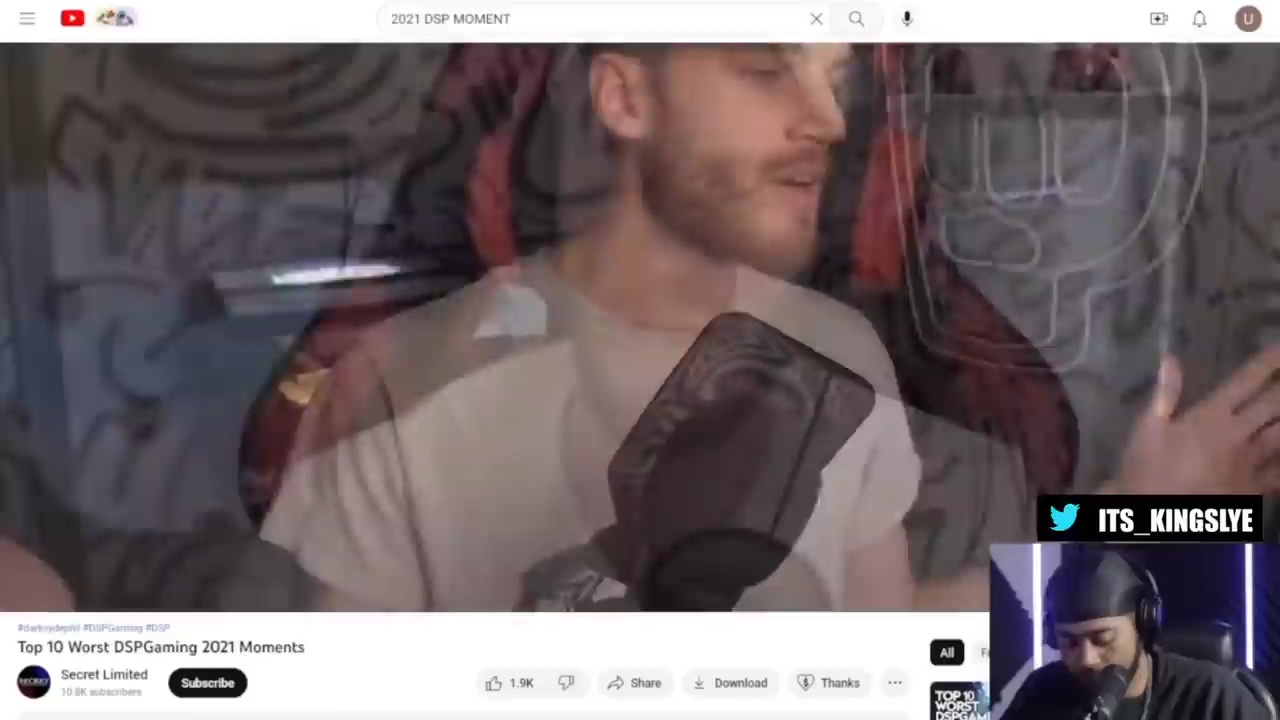 2021 DSP MOMENT
U
ITS_KINGSLYE
#darksydephil #DSPGaming #DSP
Top 10 Worst DSPGaming 2021 Moments
Secret Limited
10.8K subscribers
Subscribe
1.9K
Share
Download
Thanks
All
TOP 10
WORST
DSPGAMI